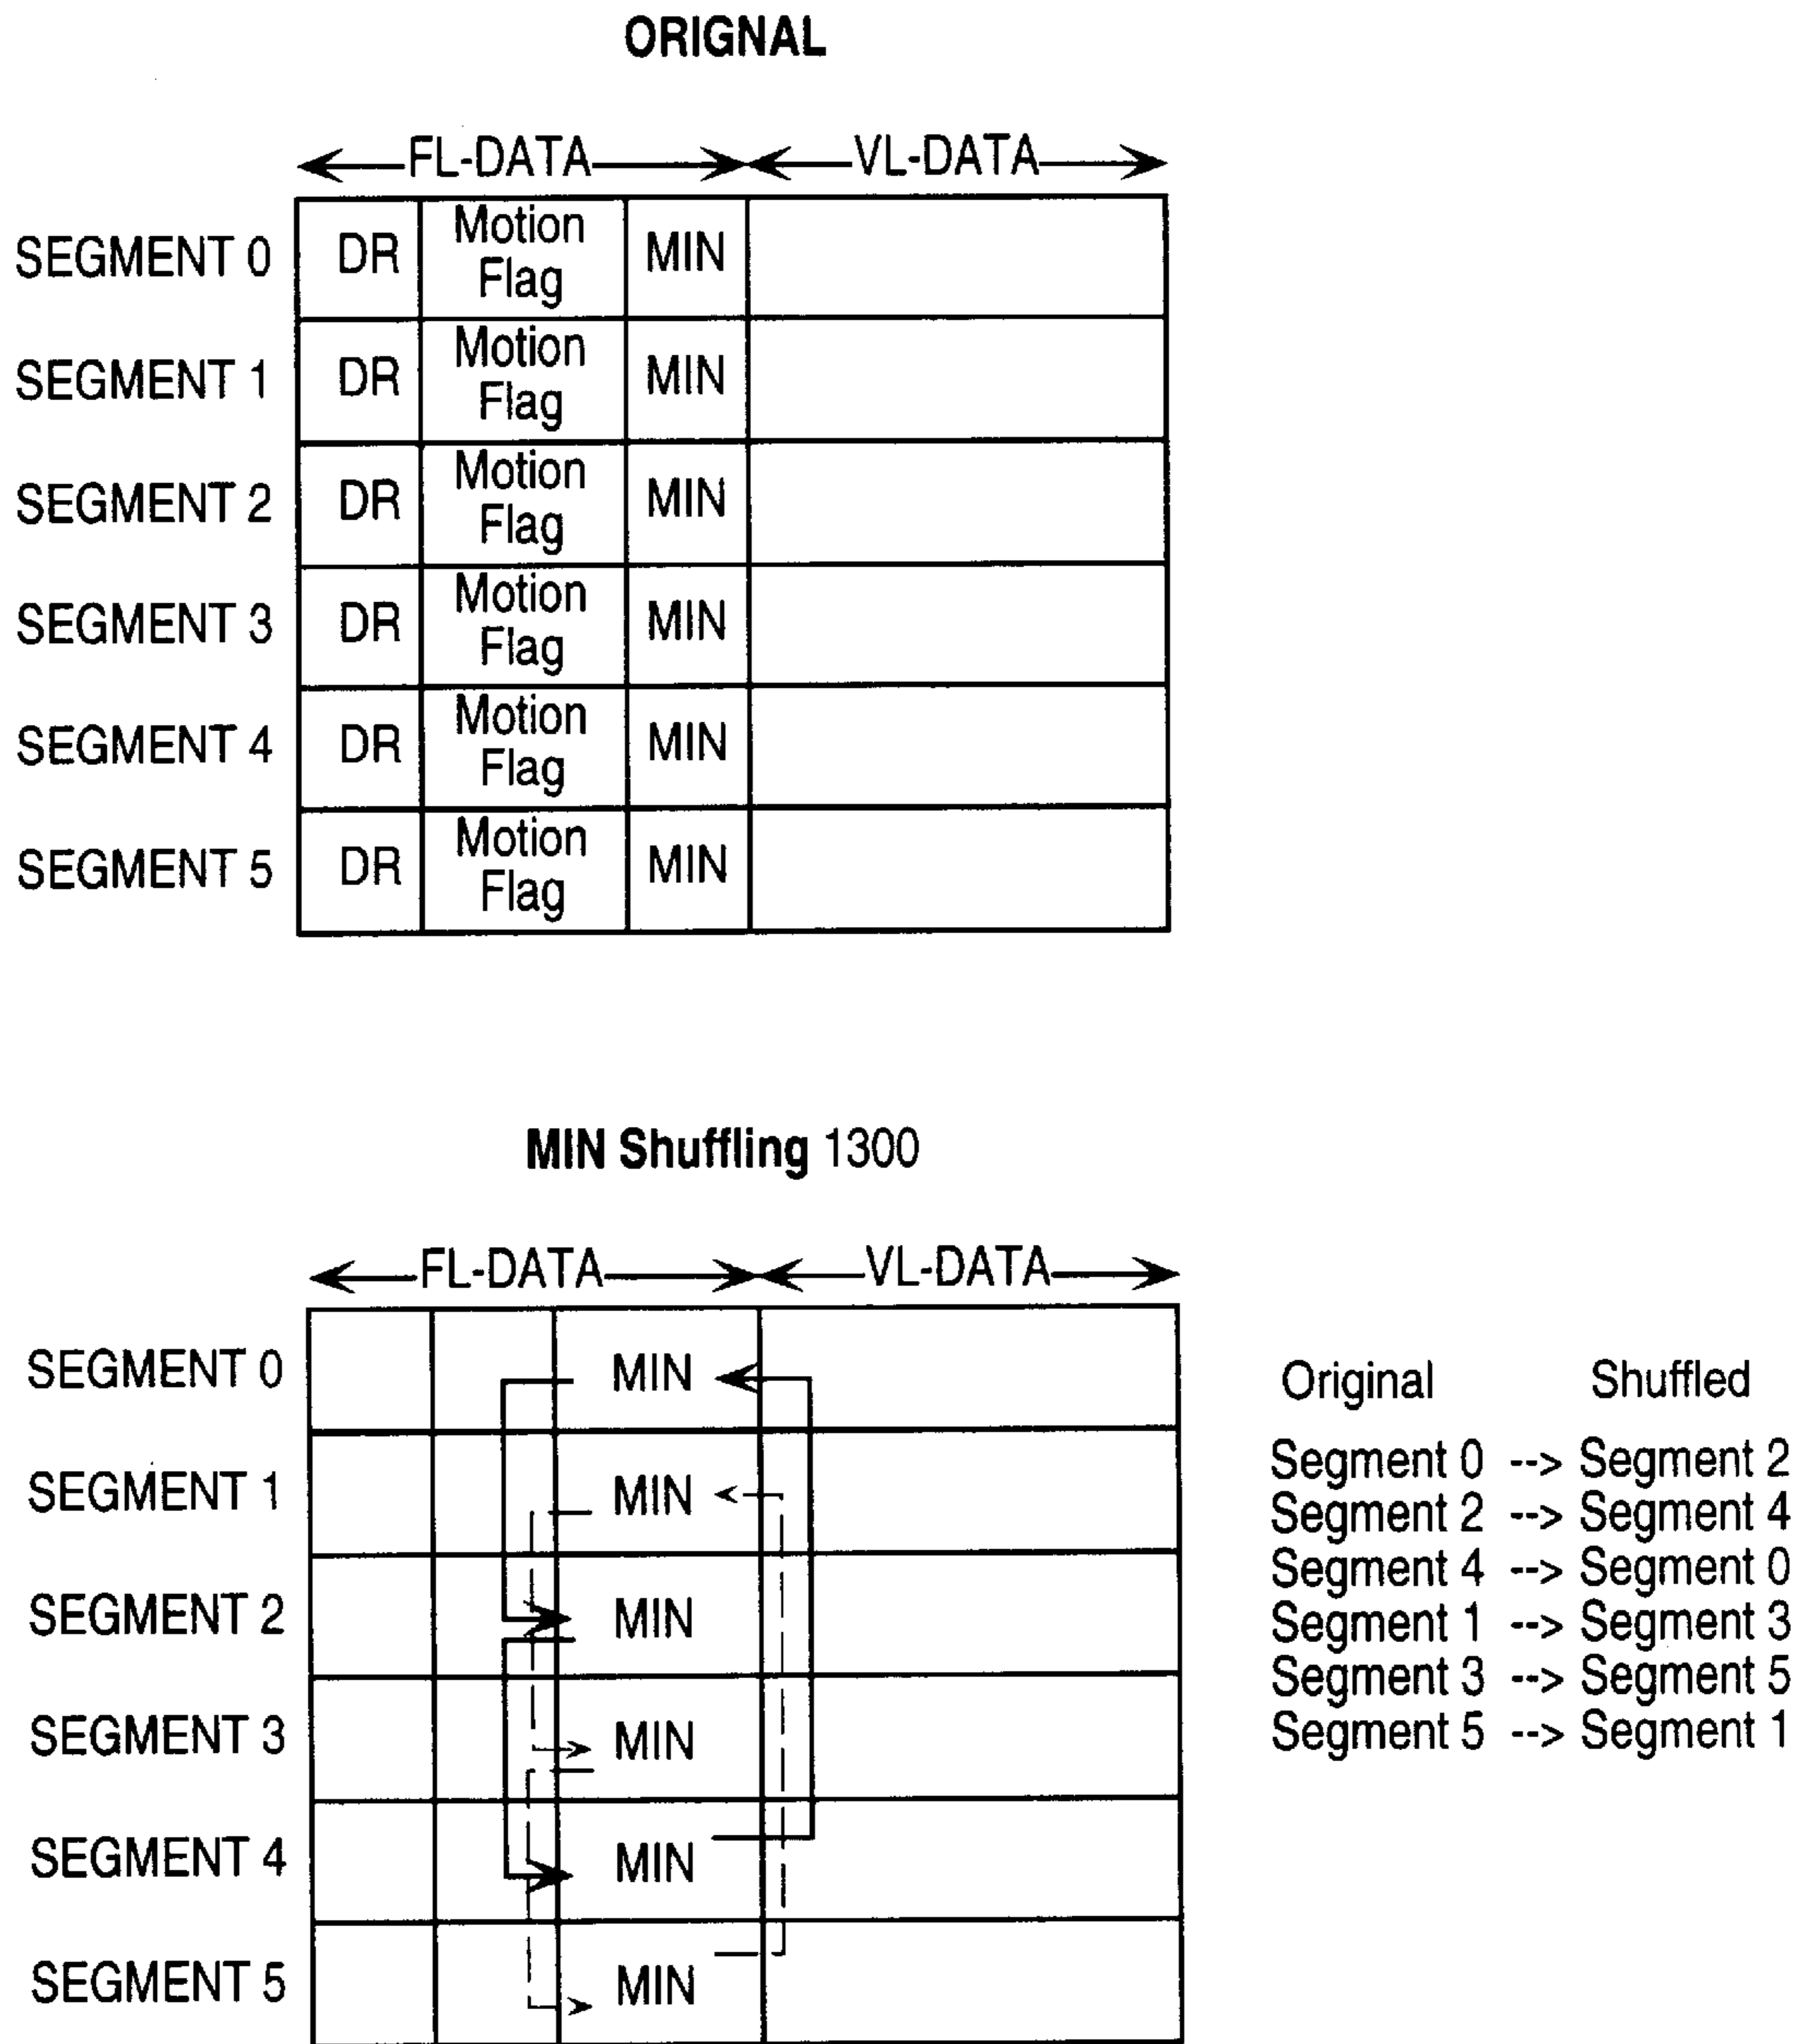 ORIGNAL
FL-DATA VL-DATA
SEGMENT 0 DR Motion Flag MIN
SEGMENT 1 DR Motion Flag MIN
SEGMENT 2 DR Motion Flag MIN
SEGMENT 3 DR Motion Flag MIN
SEGMENT 4 DR Motion Flag MIN
SEGMENT 5 DR Motion Flag MIN
MIN Shuffling 1300
FL-DATA VL-DATA
SEGMENT 0 MIN
SEGMENT 1 MIN
SEGMENT 2 MIN
SEGMENT 3 MIN
SEGMENT 4 MIN
SEGMENT 5 MIN
Original Shuffled
Segment 0 --> Segment 2
Segment 2 --> Segment 4
Segment 4 --> Segment 0
Segment 1 --> Segment 3
Segment 3 --> Segment 5
Segment 5 --> Segment 1